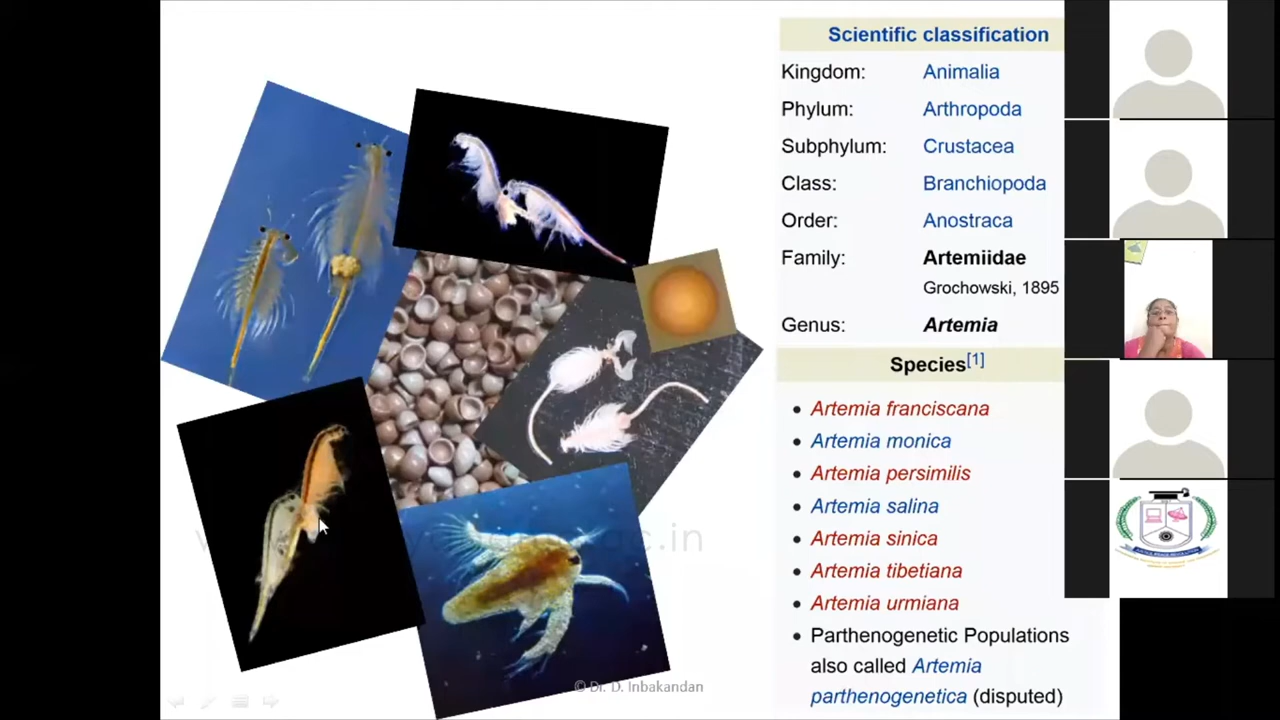 Scientific classification
Kingdom: Animalia
Phylum: Arthropoda
Subphylum: Crustacea
Class: Branchiopoda
Order: Anostraca
Family: Artemiidae
Grochowski, 1895
Genus: Artemia
Species[1]
• Artemia franciscana
• Artemia monica
• Artemia persimilis
• Artemia salina
• Artemia sinica
• Artemia tibetiana
• Artemia urmiana
• Parthenogenetic Populations
also called Artemia
parthenogenetica (disputed)
© Dr. D. Inbakandan